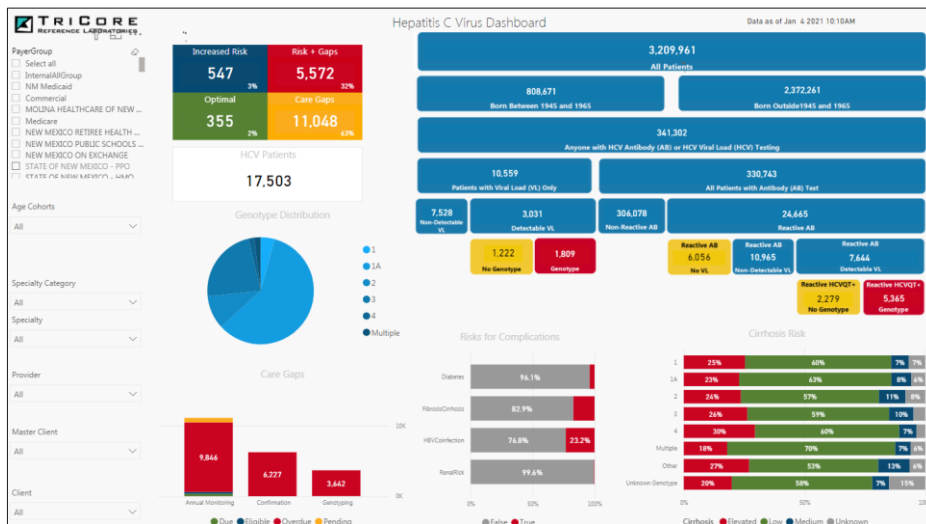 TRICORE
REFERENCE LABORATORIES
Hepatitis C Virus Dashboard
Data as of Jan 4 2021 10:10AM
PayerGroup
Select all
InternalAllGroup
NM Medicaid
Commercial
MOLINA HEALTHCARE OF NEW ...
Medicare
NEW MEXICO RETIREE HEALTH ...
NEW MEXICO PUBLIC SCHOOLS ...
NEW MEXICO ON EXCHANGE
STATE OF NEW MEXICO - PPO
STATE OF NEW MEXICO - HMO
Age Cohorts
All
Specialty Category
All
Specialty
All
Provider
All
Master Client
All
Client
All
Increased Risk
547
3%
Risk + Gaps
5,572
32%
Optimal
355
2%
Care Gaps
11,048
63%
HCV Patients
17,503
Genotype Distribution
1
1A
2
3
4
Multiple
Care Gaps
10K
0K
9,846
6,227
3,642
Annual Monitoring
Confirmation
Genotyping
Due Eligible Overdue Pending
3,209,961
All Patients
808,671
Born Between 1945 and 1965
2,372,261
Born Outside1945 and 1965
341,302
Anyone with HCV Antibody (AB) or HCV Viral Load (HCV) Testing
10,559
Patients with Viral Load (VL) Only
330,743
All Patients with Antibody (AB) Test
7,528
Non-Detectable
VL
3,031
Detectable VL
306,078
Non-Reactive AB
24,665
Reactive AB
1,222
No Genotype
1,809
Genotype
Reactive AB
6,056
No VL
Reactive AB
10,965
Non-Detectable VL
Reactive AB
7,644
Detectable VL
Reactive HCVQT+
2,279
No Genotype
Reactive HCVQT+
5,365
Genotype
Risks for Complications
Diabetes 96.1%
FibrosisCirrhosis 82.9%
HBVCoinfection 76.8% 23.2%
RenalRisk 99.6%
0% 50% 100%
False True
Cirrhosis Risk
1 25% 60% 7% 7%
1A 23% 63% 8% 6%
2 24% 57% 11% 8%
3 26% 59% 10%
4 30% 60% 7%
Multiple 18% 70% 7% 6%
Other 27% 53% 13% 6%
Unknown Genotype 20% 58% 7% 15%
0% 50%
Cirrhosis Elevated Low Medium Unknown